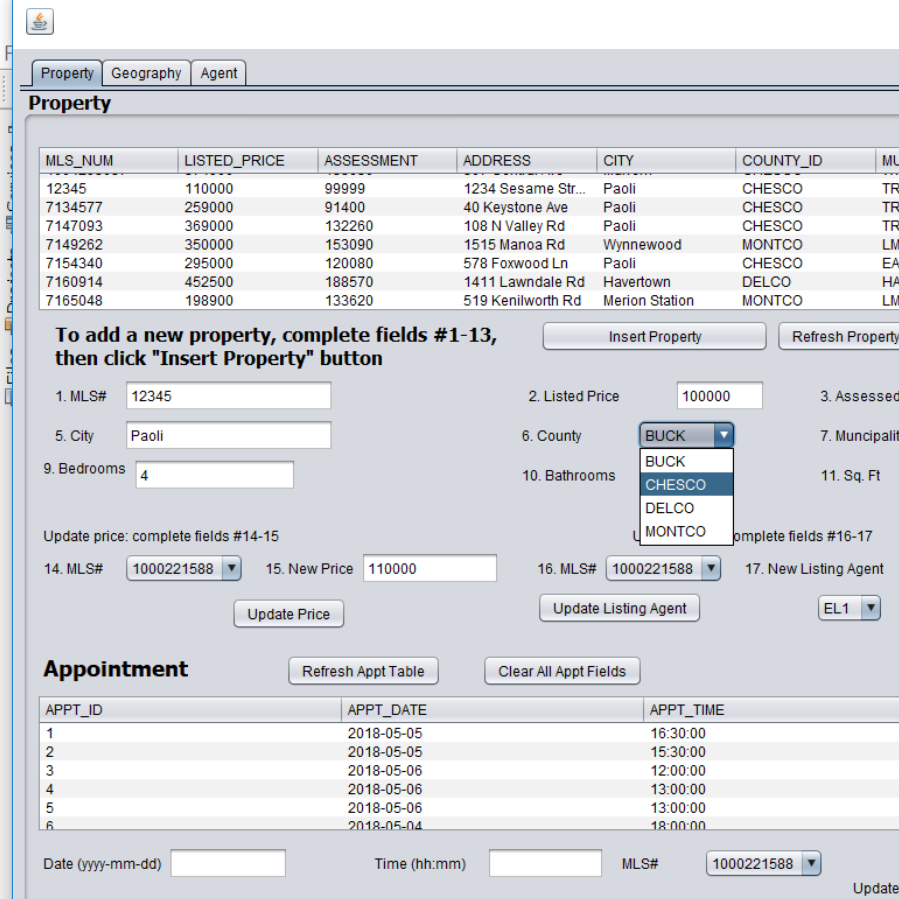 Property Geography Agent
Property
MLS_NUM LISTED_PRICE ASSESSMENT ADDRESS CITY COUNTY_ID MU
12345 110000 99999 1234 Sesame Str... Paoli CHESCO TR
7134577 259000 91400 40 Keystone Ave Paoli CHESCO TR
7147093 369000 132260 108 N Valley Rd Paoli CHESCO TR
7149262 350000 153090 1515 Manoa Rd Wynnewood MONTCO LM
7154340 295000 120080 578 Foxwood Ln Paoli CHESCO EA
7160914 452500 188570 1411 Lawndale Rd Havertown DELCO HA
7165048 198900 133620 519 Kenilworth Rd Merion Station MONTCO LM
To add a new property, complete fields #1-13, Insert Property Refresh Property
then click "Insert Property" button
1. MLS# 12345 2. Listed Price 100000 3. Assessed
5. City Paoli 6. County BUCK 7. Muncipalit
BUCK
9. Bedrooms 4 10. Bathrooms CHESCO 11. Sq. Ft
DELCO
MONTCO
Update price: complete fields #14-15 omplete fields #16-17
14. MLS# 1000221588 15. New Price 110000 16. MLS# 1000221588 17. New Listing Agent
Update Price Update Listing Agent EL1
Appointment Refresh Appt Table Clear All Appt Fields
APPT_ID APPT_DATE APPT_TIME
1 2018-05-05 16:30:00
2 2018-05-05 15:30:00
3 2018-05-06 12:00:00
4 2018-05-06 13:00:00
5 2018-05-06 13:00:00
6 2018-05-04 18:00:00
Date (yyyy-mm-dd) Time (hh:mm) MLS# 1000221588
Update